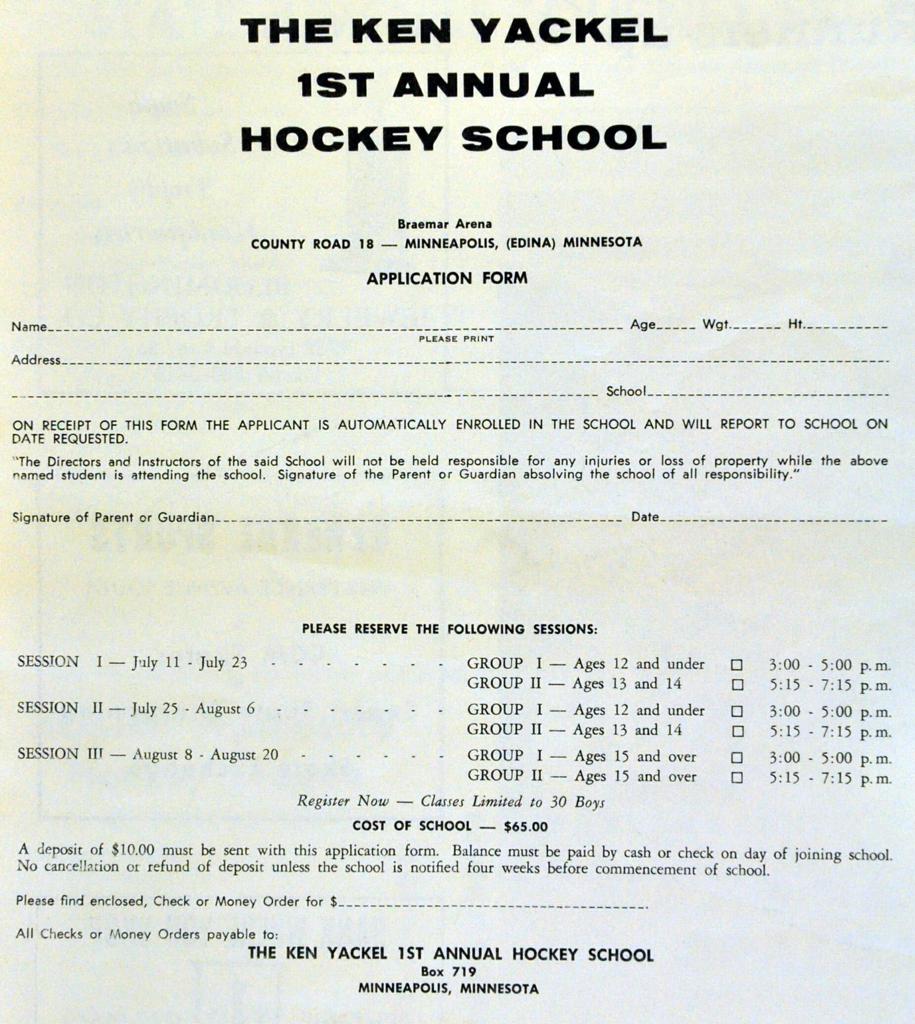 THE KEN YACKEL
1ST ANNUAL
HOCKEY SCHOOL
Braemar Arena
COUNTY ROAD 18 — MINNEAPOLIS, (EDINA) MINNESOTA
APPLICATION FORM
Name Age Wgt. Ht.
PLEASE PRINT
Address
School
ON RECEIPT OF THIS FORM THE APPLICANT IS AUTOMATICALLY ENROLLED IN THE SCHOOL AND WILL REPORT TO SCHOOL ON
DATE REQUESTED.
"The Directors and Instructors of the said School will not be held responsible for any injuries or loss of property while the above
named student is attending the school. Signature of the Parent or Guardian absolving the school of all responsibility."
Signature of Parent or Guardian Date
PLEASE RESERVE THE FOLLOWING SESSIONS:
SESSION I — July 11 - July 23 - - - - - - - GROUP I — Ages 12 and under ☐ 3:00 - 5:00 p. m.
GROUP II — Ages 13 and 14 ☐ 5:15 - 7:15 p. m.
SESSION II — July 25 - August 6 - - - - - - - GROUP I — Ages 12 and under ☐ 3:00 - 5:00 p. m.
GROUP II — Ages 13 and 14 ☐ 5:15 - 7:15 p. m.
SESSION III — August 8 - August 20 - - - - - - GROUP I — Ages 15 and over ☐ 3:00 - 5:00 p. m.
GROUP II — Ages 15 and over ☐ 5:15 - 7:15 p. m.
Register Now — Classes Limited to 30 Boys
COST OF SCHOOL — $65.00
A deposit of $10.00 must be sent with this application form. Balance must be paid by cash or check on day of joining school.
No cancellation or refund of deposit unless the school is notified four weeks before commencement of school.
Please find enclosed, Check or Money Order for $
All Checks or Money Orders payable to:
THE KEN YACKEL 1ST ANNUAL HOCKEY SCHOOL
Box 719
MINNEAPOLIS, MINNESOTA